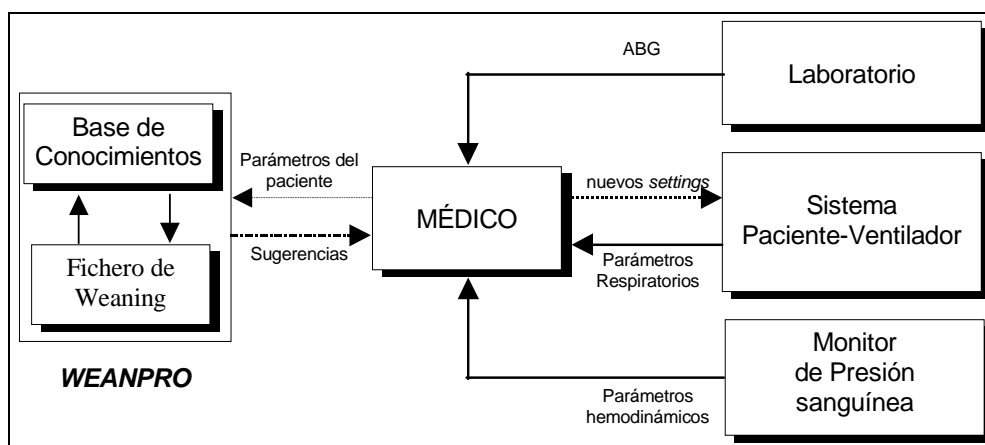 Base de
Conocimientos
Fichero de
Weaning
WEANPRO
Parámetros del
paciente
Sugerencias
MÉDICO
ABG
nuevos settings
Parámetros
Respiratorios
Parámetros
hemodinámicos
Laboratorio
Sistema
Paciente-Ventilador
Monitor
de Presión
sanguínea